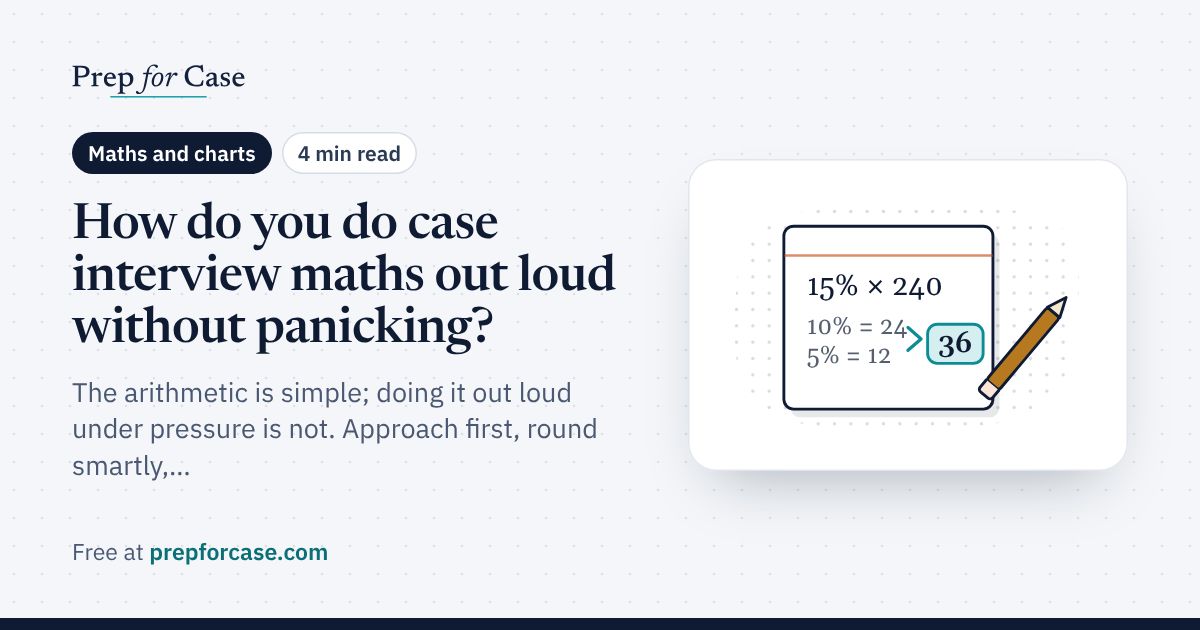 Prep for Case
Maths and charts
4 min read
How do you do case
interview maths out loud
without panicking?
The arithmetic is simple; doing it out loud
under pressure is not. Approach first, round
smartly,...
Free at prepforcase.com
15% × 240
10% = 24
5% = 12
36